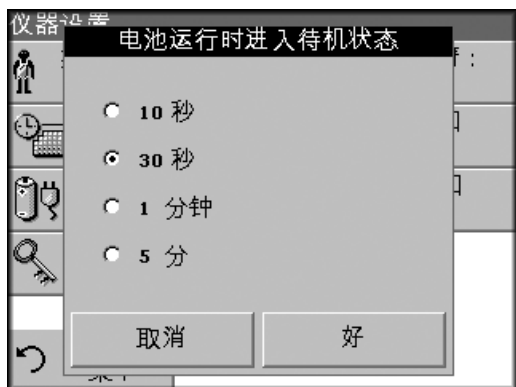 仪器设置
电池运行时进入待机状态
10 秒
30 秒
1 分钟
5 分
取消
好